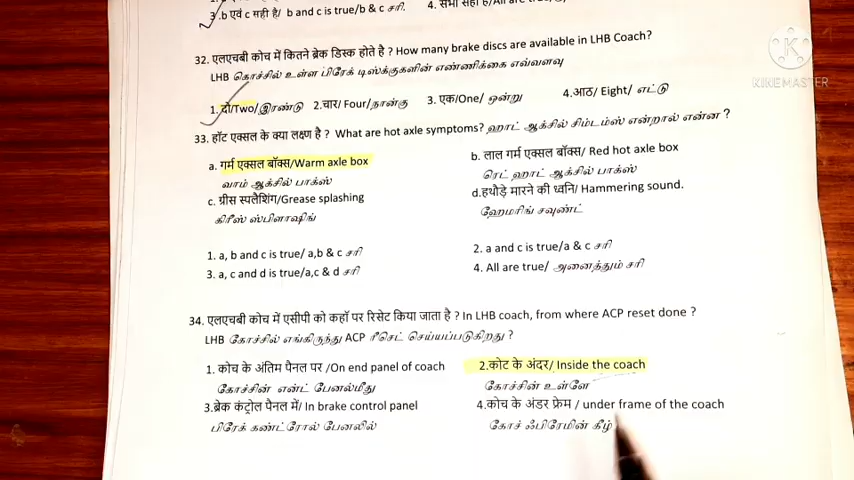 3 .b एवं c सही है/ b and c is true/b & c சரி.
32. एलएचबी कोच में कितने ब्रेक डिस्क होते है ? How many brake discs are available in LHB Coach?
LHB கோச்சில் உள்ள பிரேக் டிஸ்க்குகளின் எண்ணிக்கை எவ்வளவு
1. दो/Two/இரண்டு 2.चार/ Four/நான்கு 3. एक/One/ ஒன்று 4.आठ/ Eight/ எட்டு
33. हॉट एक्सल के क्या लक्षण है ? What are hot axle symptoms? ஹாட் ஆக்சில் சிம்டம்ஸ் என்றால் என்ன ?
a. गर्म एक्सल बॉक्स/Warm axle box b. लाल गर्म एक्सल बॉक्स/ Red hot axle box
வாம் ஆக்சில் பாக்ஸ் ரெட் ஹாட் ஆக்சில் பாக்ஸ்
c. ग्रीस स्पलैशिंग/Grease splashing d.हथौड़े मारने की ध्वनि/ Hammering sound.
கிரீஸ் ஸ்பிளாஷிங் ஹேமரிங் சவுண்ட்
1. a, b and c is true/ a,b & c சரி 2. a and c is true/a & c சரி
3. a, c and d is true/a,c & d சரி 4. All are true/ அனைத்தும் சரி
34. एलएचबी कोच में एसीपी को कहाँ पर रिसेट किया जाता है ? In LHB coach, from where ACP reset done ?
LHB கோச்சில் எங்கிருந்து ACP ரீசெட் செய்யப்படுகிறது ?
1. कोच के अंतिम पैनल पर /On end panel of coach 2.कोट के अंदर/ Inside the coach
கோச்சின் என்ட் பேனல்மீது கோச்சின் உள்ளே
3.ब्रेक कंट्रोल पैनल में/ In brake control panel 4.कोच के अंडर फ्रेम / under frame of the coach
பிரேக் கண்ட்ரோல் பேனலில் கோச் ஃபிரேமின் கீழ்
KINEMASTER